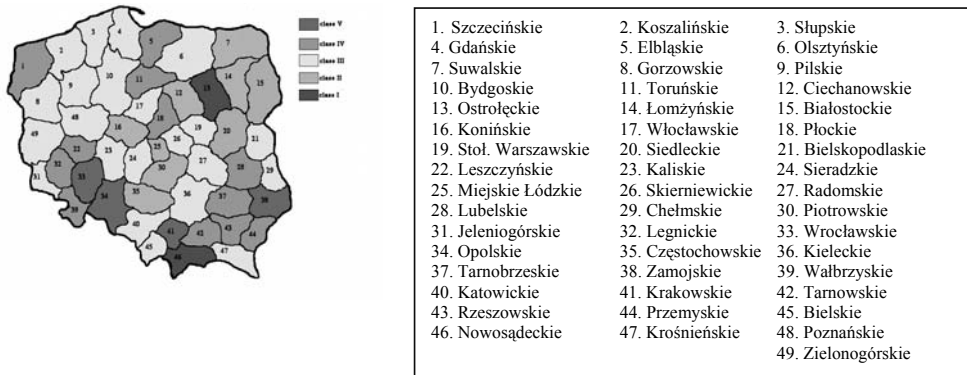 class V
class IV
class III
class II
class I
1. Szczecińskie 2. Koszalińskie 3. Słupskie
4. Gdańskie 5. Elbląskie 6. Olsztyńskie
7. Suwalskie 8. Gorzowskie 9. Pilskie
10. Bydgoskie 11. Toruńskie 12. Ciechanowskie
13. Ostrołęckie 14. Łomżyńskie 15. Białostockie
16. Konińskie 17. Włocławskie 18. Płockie
19. Stoł. Warszawskie 20. Siedleckie 21. Bielskopodlaskie
22. Leszczyńskie 23. Kaliskie 24. Sieradzkie
25. Miejskie Łódzkie 26. Skierniewickie 27. Radomskie
28. Lubelskie 29. Chełmskie 30. Piotrowskie
31. Jeleniogórskie 32. Legnickie 33. Wrocławskie
34. Opolskie 35. Częstochowskie 36. Kieleckie
37. Tarnobrzeskie 38. Zamojskie 39. Wałbrzyskie
40. Katowickie 41. Krakowskie 42. Tarnowskie
43. Rzeszowskie 44. Przemyskie 45. Bielskie
46. Nowosądeckie 47. Krośnieńskie 48. Poznańskie
49. Zielonogórskie